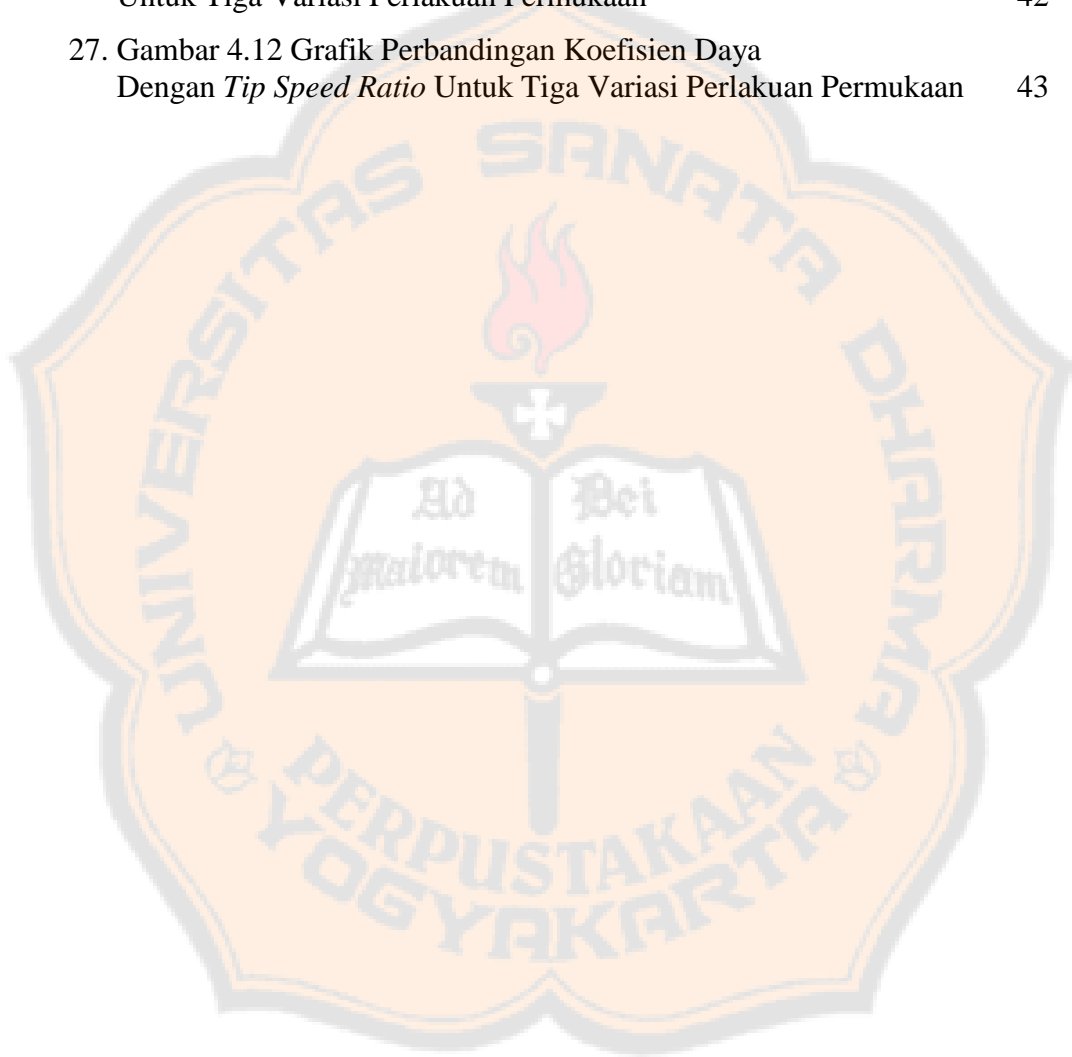 Untuk Tiga Variasi Perlakuan Permukaan 42
27. Gambar 4.12 Grafik Perbandingan Koefisien Daya
Dengan Tip Speed Ratio Untuk Tiga Variasi Perlakuan Permukaan 43
UNIVERSITAS SANATA DHARMA
Ad Dei
Maiorem Gloriam
PERPUSTAKAAN
YOGYAKARTA